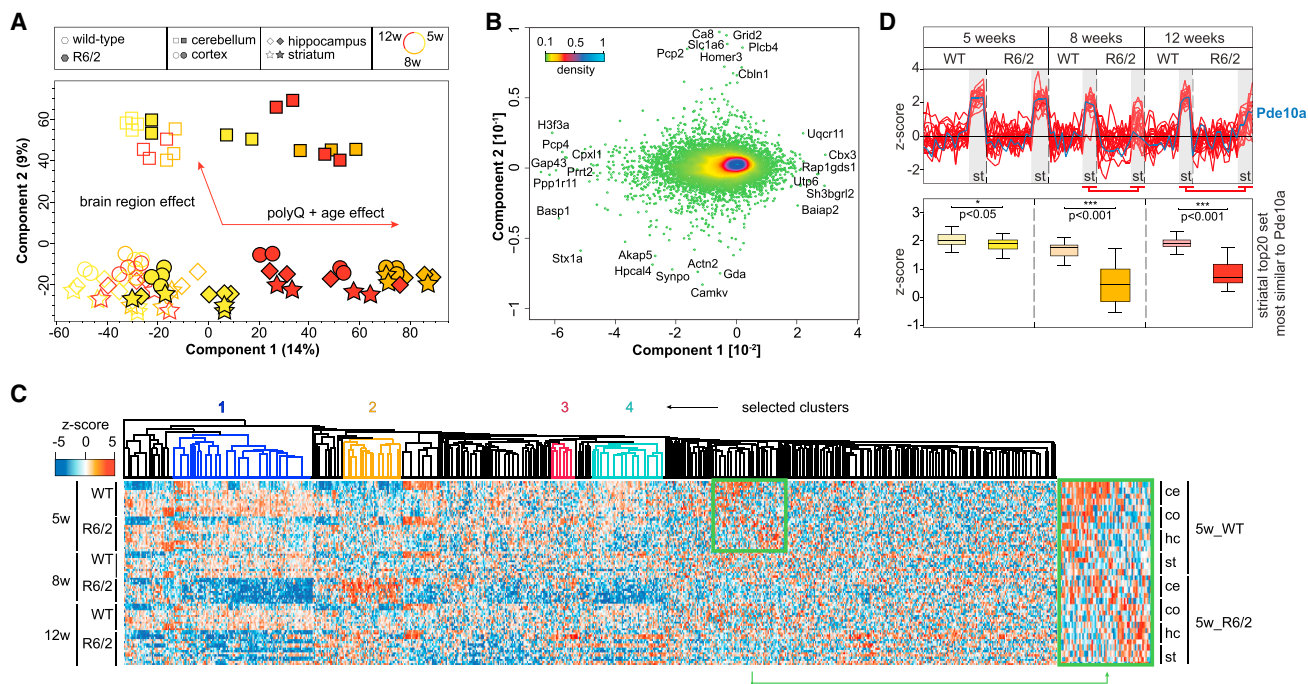 A
wild-type
R6/2
cerebellum
cortex
hippocampus
striatum
12w
5w
8w
Component 2 (9%)
60
40
20
0
20
brain region effect
polyQ + age effect
-60
-40
-20
0
20
40
60
80
Component 1 (14%)
B
0.1
0.5
1
density
Component 2 [10⁻¹]
1
0.5
0
-0.5
-1
Ca8
Grid2
Slc1a6
Plcb4
Pcp2
Homer3
Cbln1
H3f3a
Pcp4
Cpxl1
Gap43
Prrt2
Ppp1r11
Basp1
Stx1a
Uqcr11
Cbx3
Rap1gds1
Utp6
Sh3bgrl2
Baiap2
Akap5
Hpcal4
Actn2
Synpo
Gda
Camkv
-6
-4
-2
0
2
4
Component 1 [10⁻²]
D
5 weeks
8 weeks
12 weeks
WT
R6/2
WT
R6/2
WT
R6/2
z-score
4
2
0
-2
st
st
st
st
st
st
Pde10a
z-score
3
2
1
0
-1
*
p<0.05
***
p<0.001
***
p<0.001
striatal top20 set
most similar to Pde10a
C
z-score
-5
0
5
1
2
3
4
selected clusters
5w
WT
R6/2
8w
WT
R6/2
12w
WT
R6/2
ce
co
hc
st
5w_WT
ce
co
hc
st
5w_R6/2